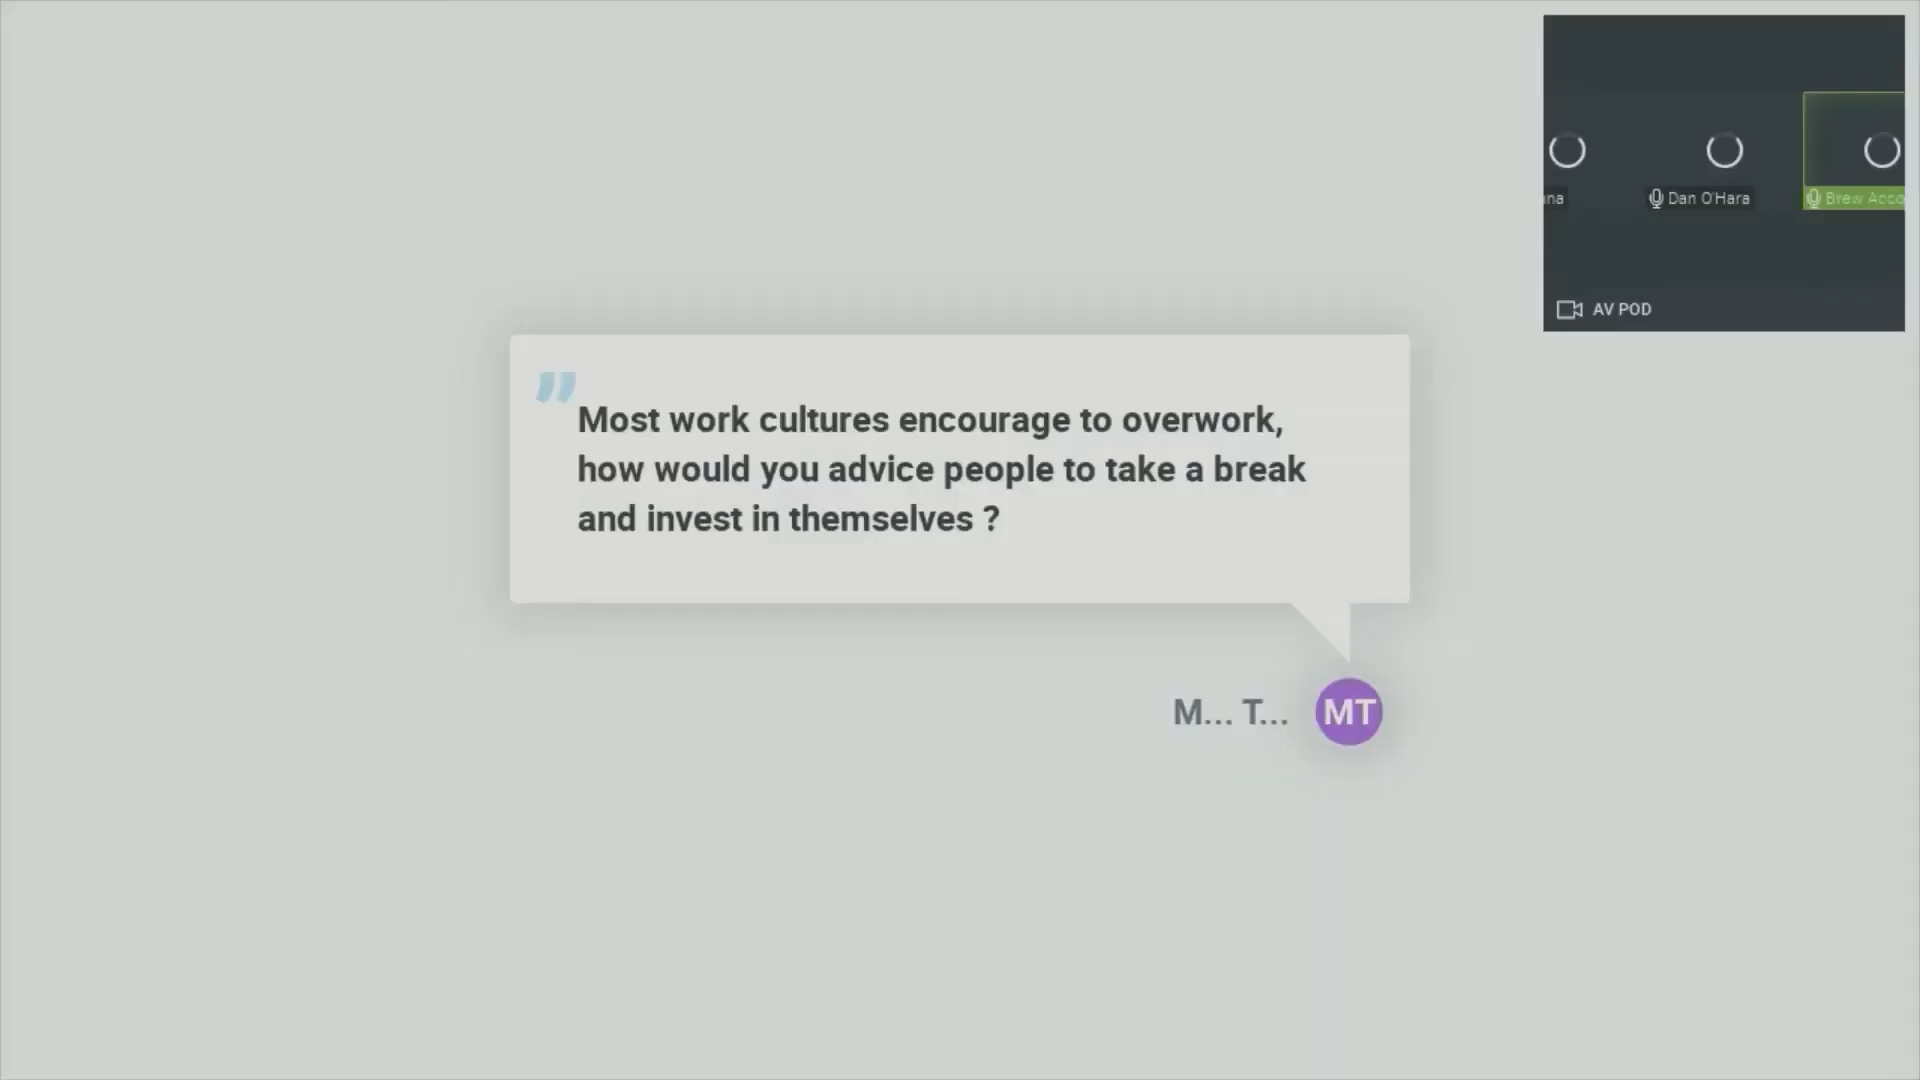 Most work cultures encourage to overwork,
how would you advice people to take a break
and invest in themselves ?
M... T...
MT
Dan O'Hara
Brew
AV POD